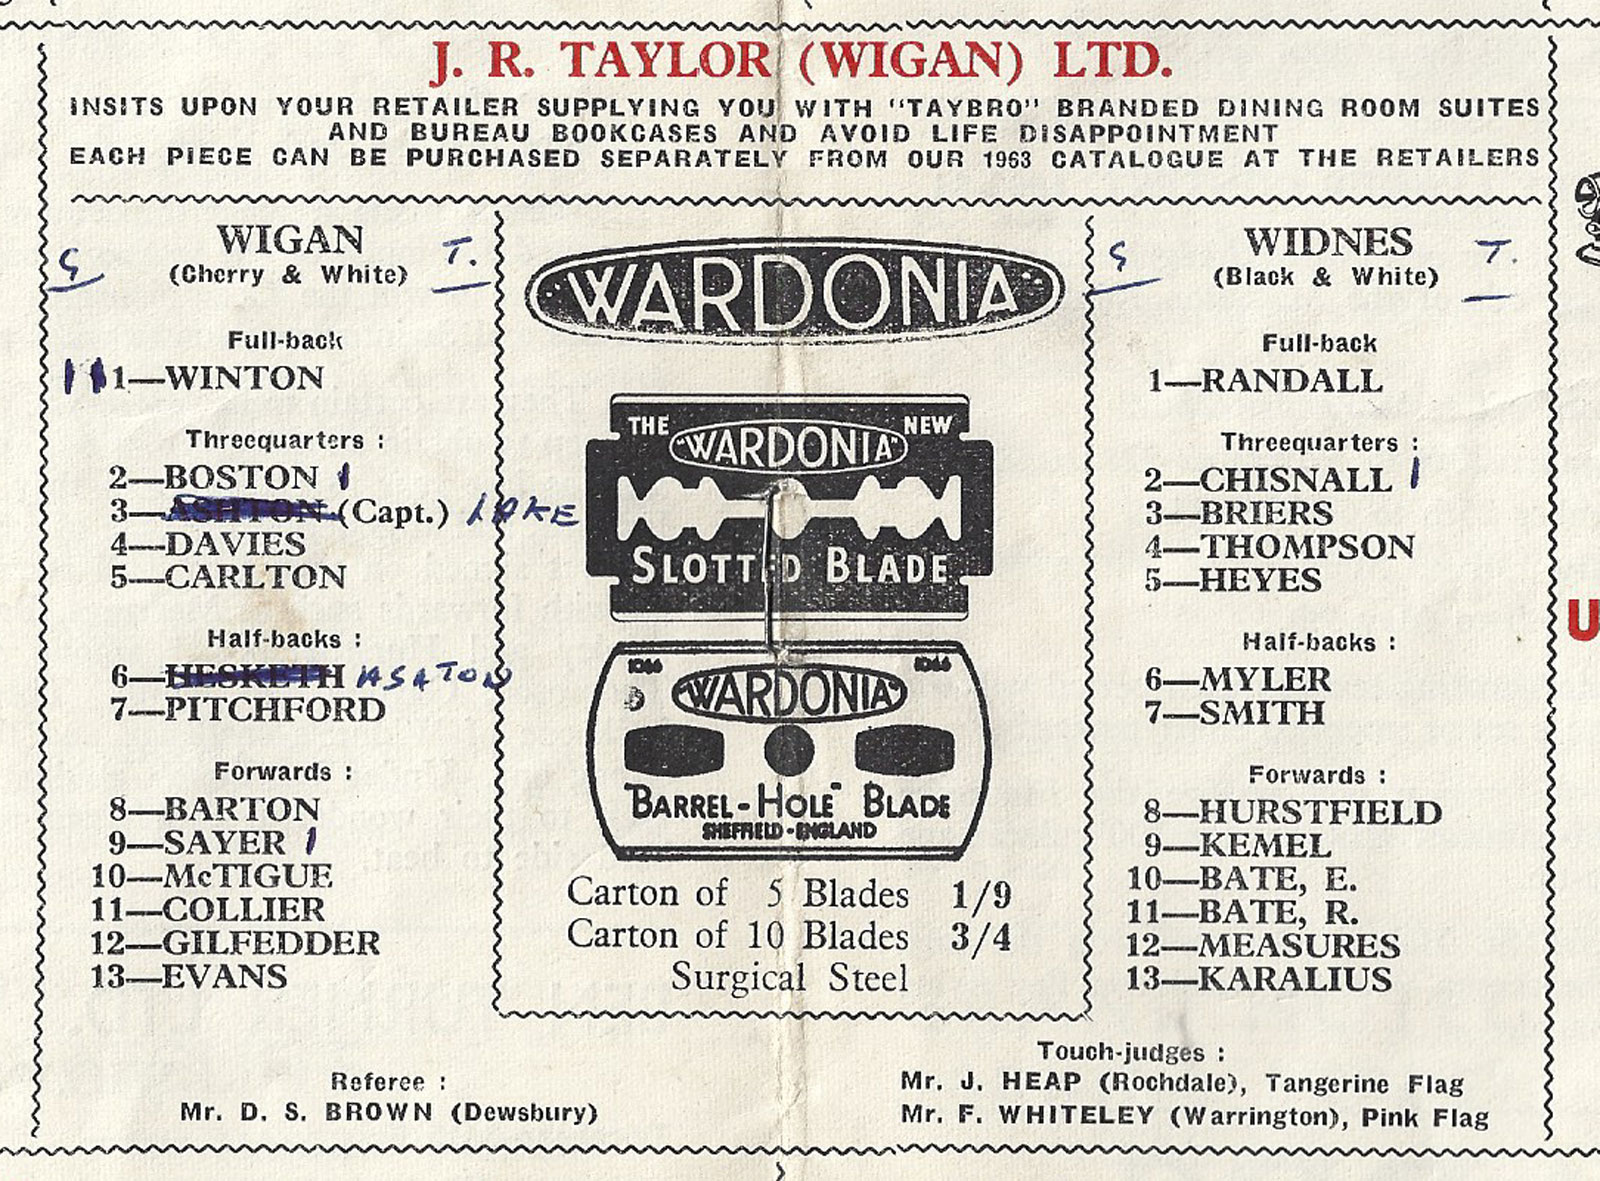 J. R. TAYLOR (WIGAN) LTD.
INSITS UPON YOUR RETAILER SUPPLYING YOU WITH "TAYBRO" BRANDED DINING ROOM SUITES
AND BUREAU BOOKCASES AND AVOID LIFE DISAPPOINTMENT
EACH PIECE CAN BE PURCHASED SEPARATELY FROM OUR 1963 CATALOGUE AT THE RETAILERS
WIGAN
(Cherry & White)
G T.
Full-back
11 1—WINTON
Threequarters :
2—BOSTON 1
3—ASHTON (Capt.) LAKE
4—DAVIES
5—CARLTON
Half-backs :
6—HESKETH ASHTON
7—PITCHFORD
Forwards :
8—BARTON
9—SAYER 1
10—McTIGUE
11—COLLIER
12—GILFEDDER
13—EVANS
Referee :
Mr. D. S. BROWN (Dewsbury)
WARDONIA
THE "WARDONIA" NEW
SLOTTED BLADE
1066 1066
"WARDONIA"
"BARREL-HOLE" BLADE
SHEFFIELD-ENGLAND
Carton of 5 Blades 1/9
Carton of 10 Blades 3/4
Surgical Steel
WIDNES
(Black & White)
G T.
Full-back
1—RANDALL
Threequarters :
2—CHISNALL 1
3—BRIERS
4—THOMPSON
5—HEYES
Half-backs :
6—MYLER
7—SMITH
Forwards :
8—HURSTFIELD
9—KEMEL
10—BATE, E.
11—BATE, R.
12—MEASURES
13—KARALIUS
Touch-judges :
Mr. J. HEAP (Rochdale), Tangerine Flag
Mr. F. WHITELEY (Warrington), Pink Flag
U